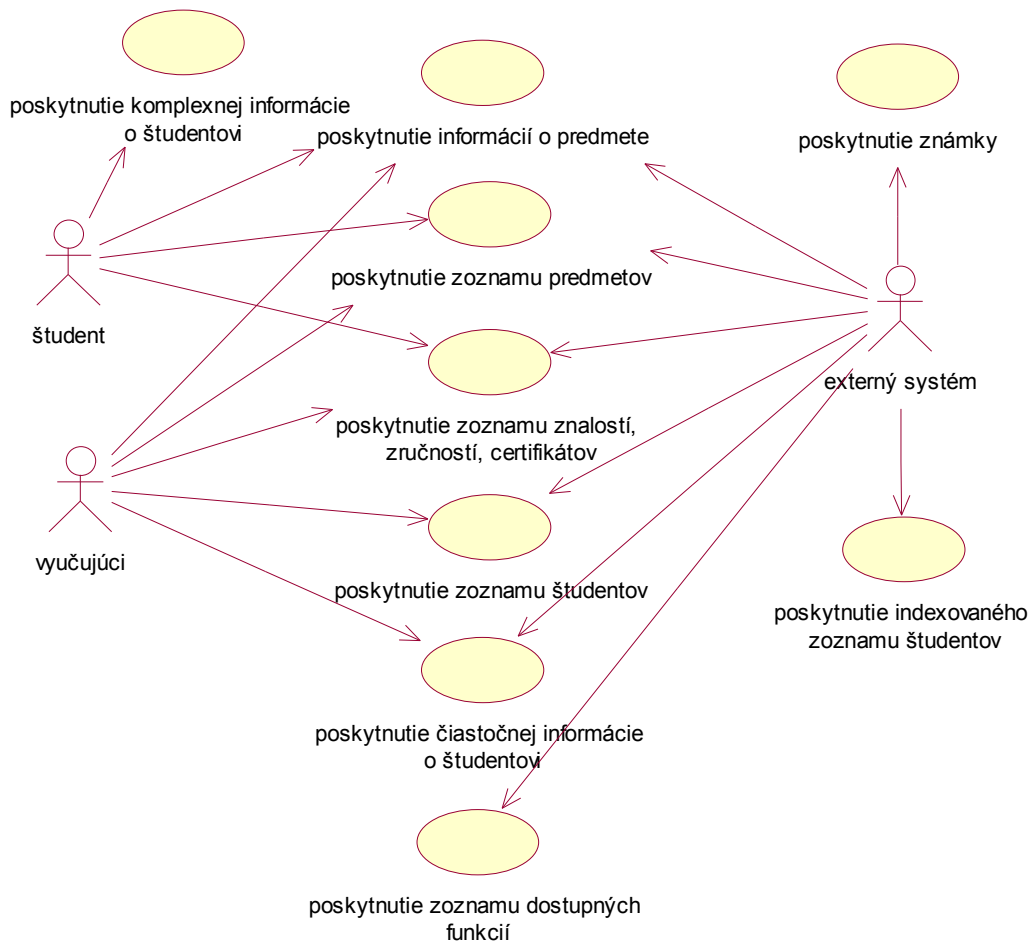 poskytnutie komplexnej informácie
o študentovi
poskytnutie informácií o predmete
poskytnutie známky
poskytnutie zoznamu predmetov
študent
externý systém
poskytnutie zoznamu znalostí,
zručností, certifikátov
vyučujúci
poskytnutie zoznamu študentov
poskytnutie indexovaného
zoznamu študentov
poskytnutie čiastočnej informácie
o študentovi
poskytnutie zoznamu dostupných
funkcií